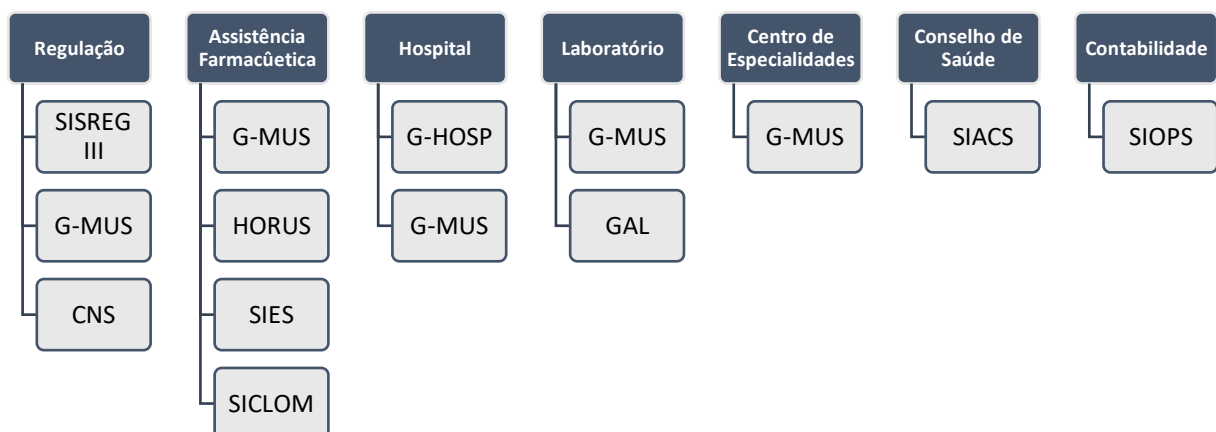 Regulação
SISREG
III
G-MUS
CNS
Assistência
Farmacûetica
G-MUS
HORUS
SIES
SICLOM
Hospital
G-HOSP
G-MUS
Laboratório
G-MUS
GAL
Centro de
Especialidades
G-MUS
Conselho de
Saúde
SIACS
Contabilidade
SIOPS